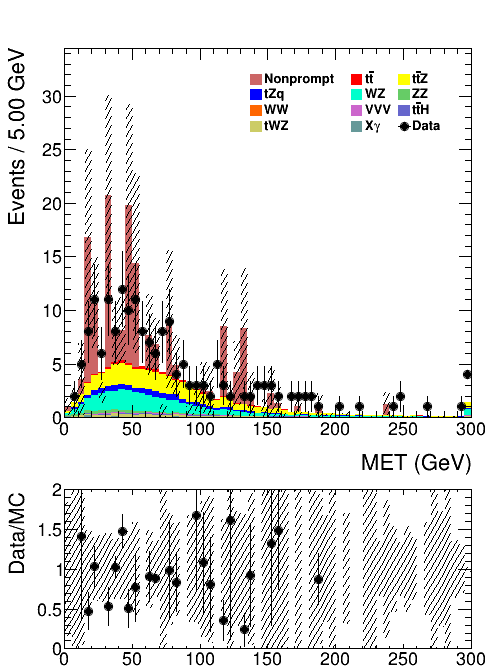 Events / 5.00 GeV
Nonprompt tt̄ tt̄Z
tZq WZ ZZ
WW VVV tt̄H
tWZ Xγ Data
30
25
20
15
10
5
0
0 50 100 150 200 250 300
MET (GeV)
Data/MC
2
1.5
1
0.5
0
0 50 100 150 200 250 300